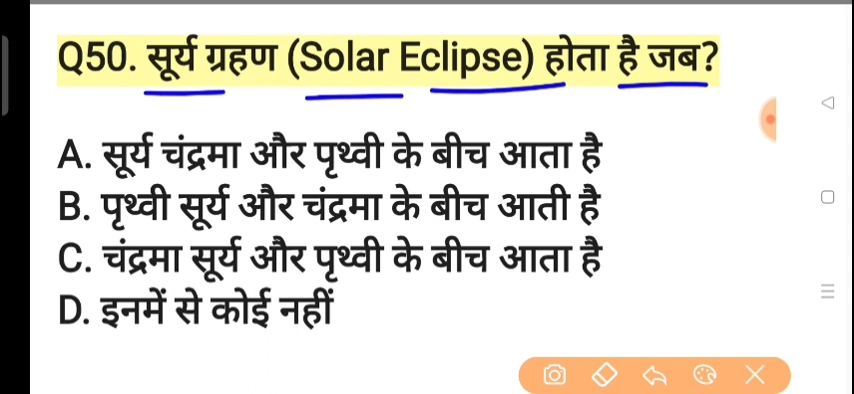 Q50. सूर्य ग्रहण (Solar Eclipse) होता है जब?
A. सूर्य चंद्रमा और पृथ्वी के बीच आता है
B. पृथ्वी सूर्य और चंद्रमा के बीच आती है
C. चंद्रमा सूर्य और पृथ्वी के बीच आता है
D. इनमें से कोई नहीं